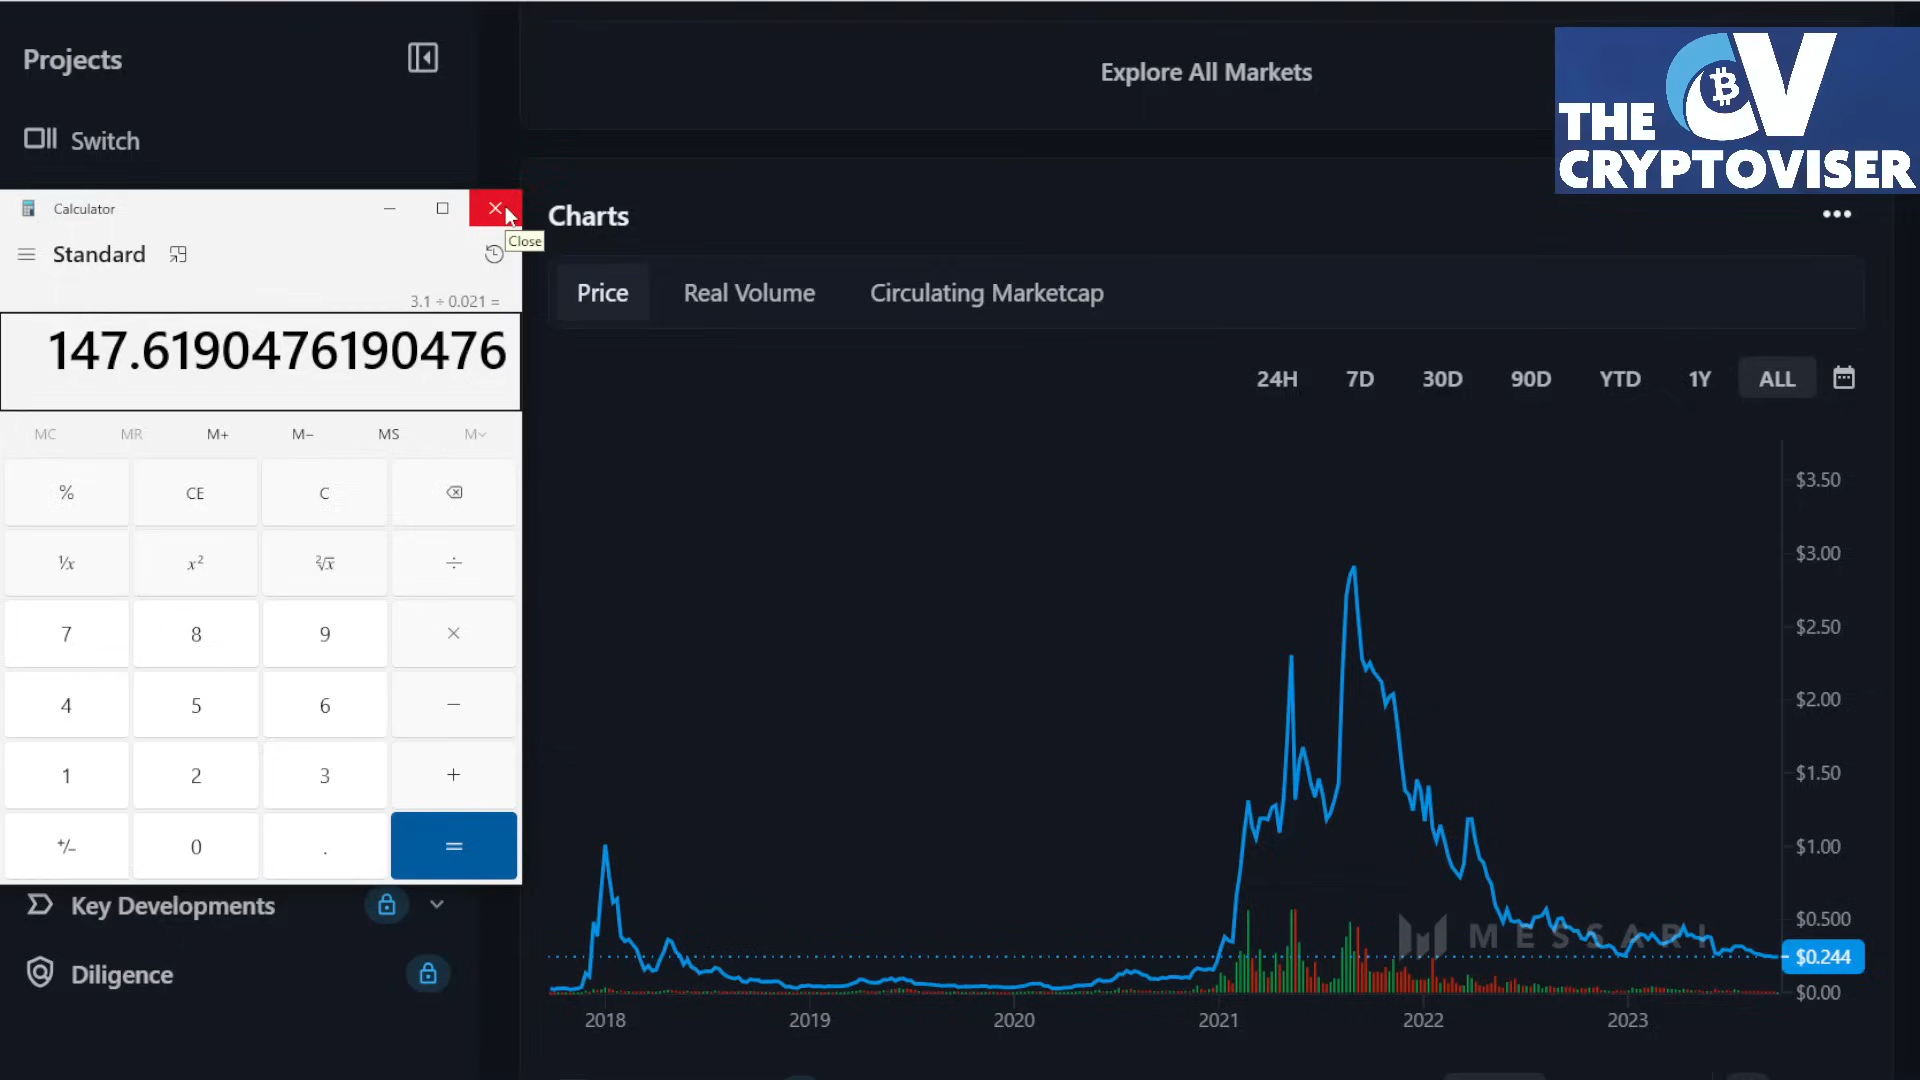 Projects
Explore All Markets
THE CV
CRYPTOVISER
Switch
Calculator
Close
Standard
3.1 ÷ 0.021 =
147.6190476190476
MC MR M+ M− MS M
% CE C
¹/x x² ²√x ÷
7 8 9 ×
4 5 6 −
1 2 3 +
+/− 0 . =
Key Developments
Diligence
Charts
Price Real Volume Circulating Marketcap
24H 7D 30D 90D YTD 1Y ALL
$3.50
$3.00
$2.50
$2.00
$1.50
$1.00
$0.500
MESSARI
$0.244
$0.00
2018 2019 2020 2021 2022 2023